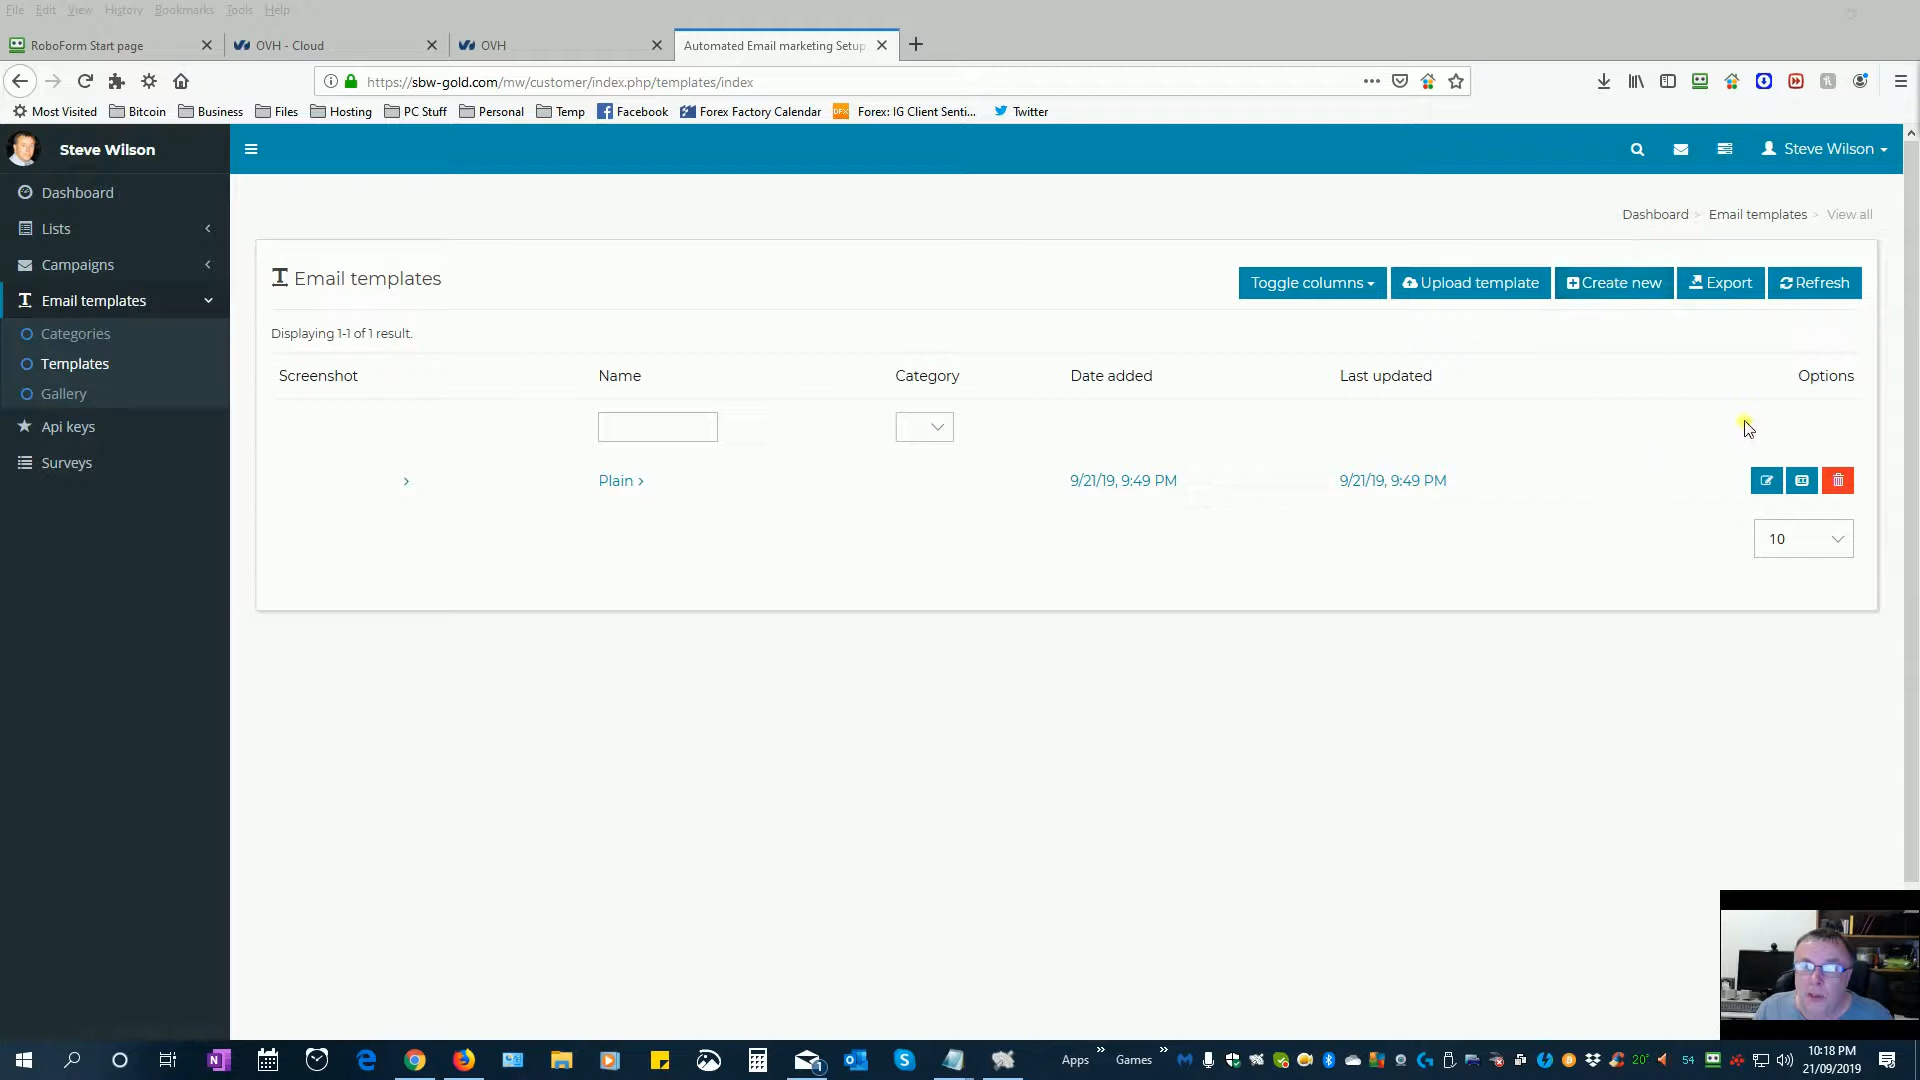 File Edit View History Bookmarks Tools Help
RoboForm Start page
OVH - Cloud
OVH
Automated Email marketing Setup
https://sbw-gold.com/mw/customer/index.php/templates/index
Most Visited Bitcoin Business Files Hosting PC Stuff Personal Temp Facebook Forex Factory Calendar Forex: IG Client Senti... Twitter
Steve Wilson
Steve Wilson
Dashboard
Lists
Campaigns
Email templates
Categories
Templates
Gallery
Api keys
Surveys
Dashboard > Email templates > View all
Email templates
Toggle columns Upload template Create new Export Refresh
Displaying 1-1 of 1 result.
Screenshot Name Category Date added Last updated Options
Plain > 9/21/19, 9:49 PM 9/21/19, 9:49 PM
10
Apps » Games » 20° 54
10:18 PM
21/09/2019